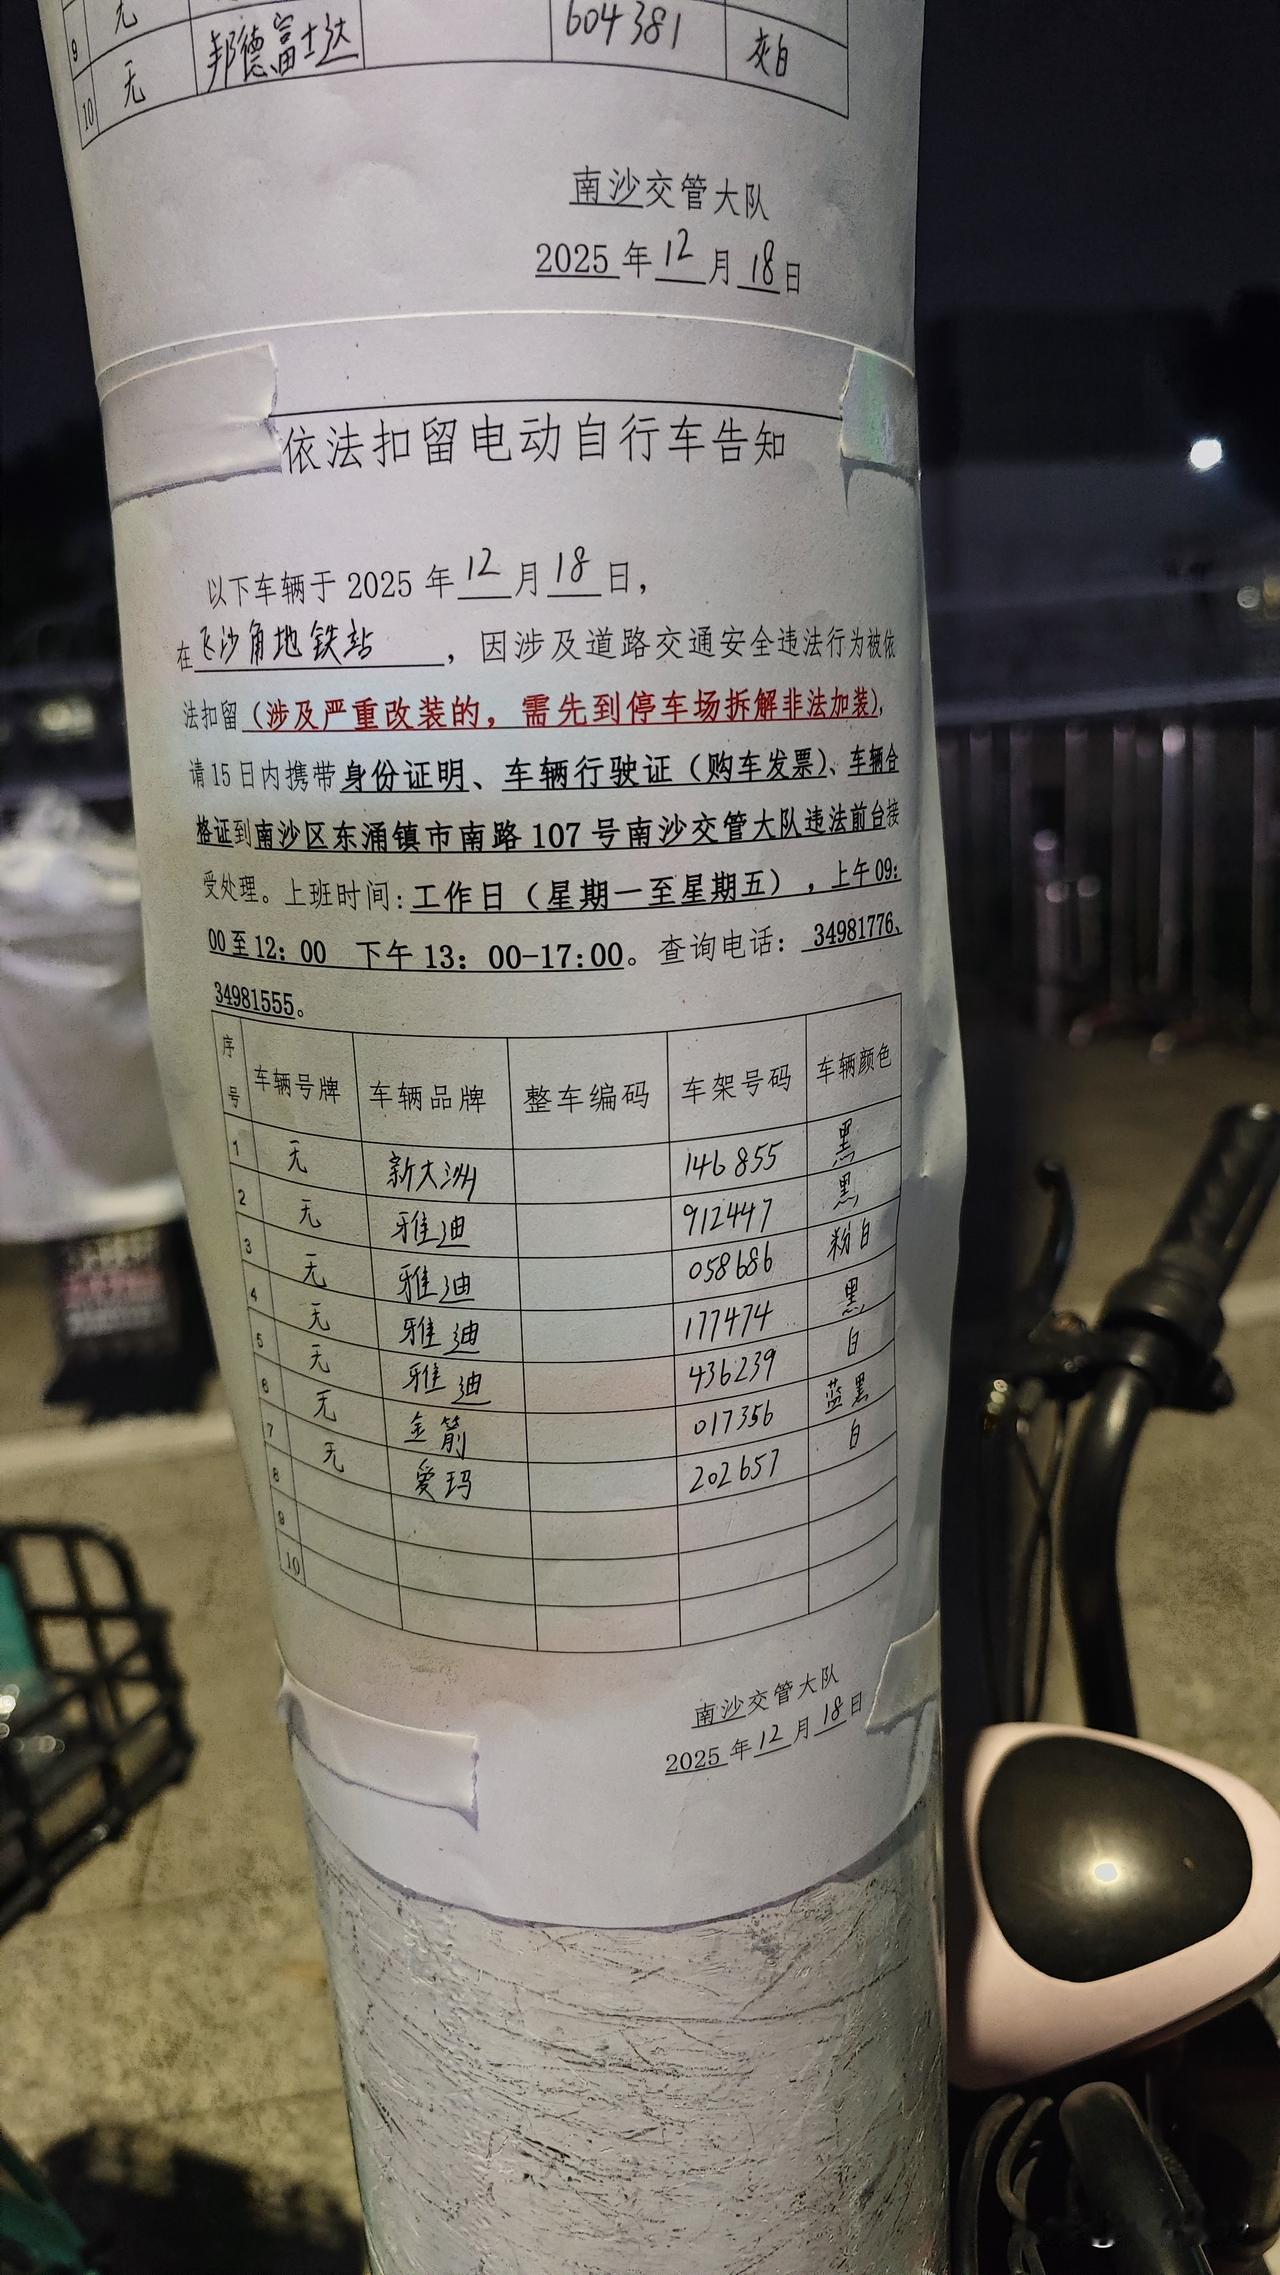 9 无 604381
10 无 邦德富士达 灰白
南沙交管大队
2025年12月18日
依法扣留电动自行车告知
以下车辆于 2025 年12月18日，
在飞沙角地铁站，因涉及道路交通安全违法行为被依
法扣留（涉及严重改装的，需先到停车场拆解非法加装），
请15日内携带身份证明、车辆行驶证（购车发票）、车辆合
格证到南沙区东涌镇市南路107号南沙交管大队违法前台接
受处理。上班时间：工作日（星期一至星期五），上午09：
00至12：00 下午13：00-17:00。查询电话：34981776、
34981555。
序号 车辆号牌 车辆品牌 整车编码 车架号码 车辆颜色
1 无 新大洲 146855 黑
2 无 雅迪 912447 黑
3 无 雅迪 058686 粉白
4 无 雅迪 177474 黑
5 无 雅迪 436239 白
6 无 金箭 017356 蓝黑
7 无 爱玛 202657 白
8
9
10
南沙交管大队
2025年12月18日